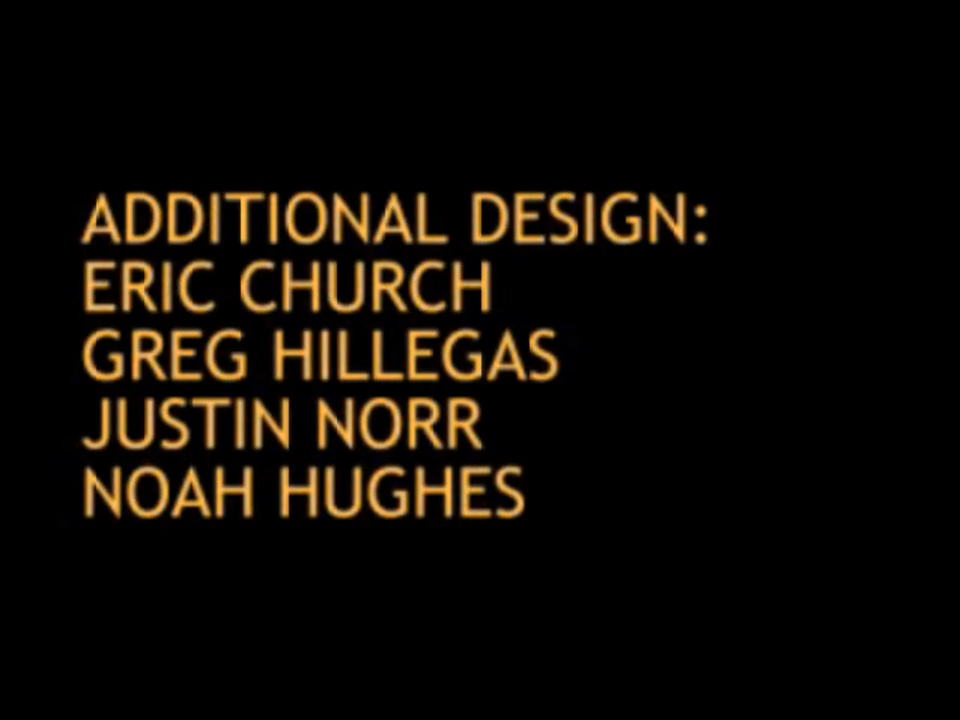 ADDITIONAL DESIGN:
ERIC CHURCH
GREG HILLEGAS
JUSTIN NORR
NOAH HUGHES